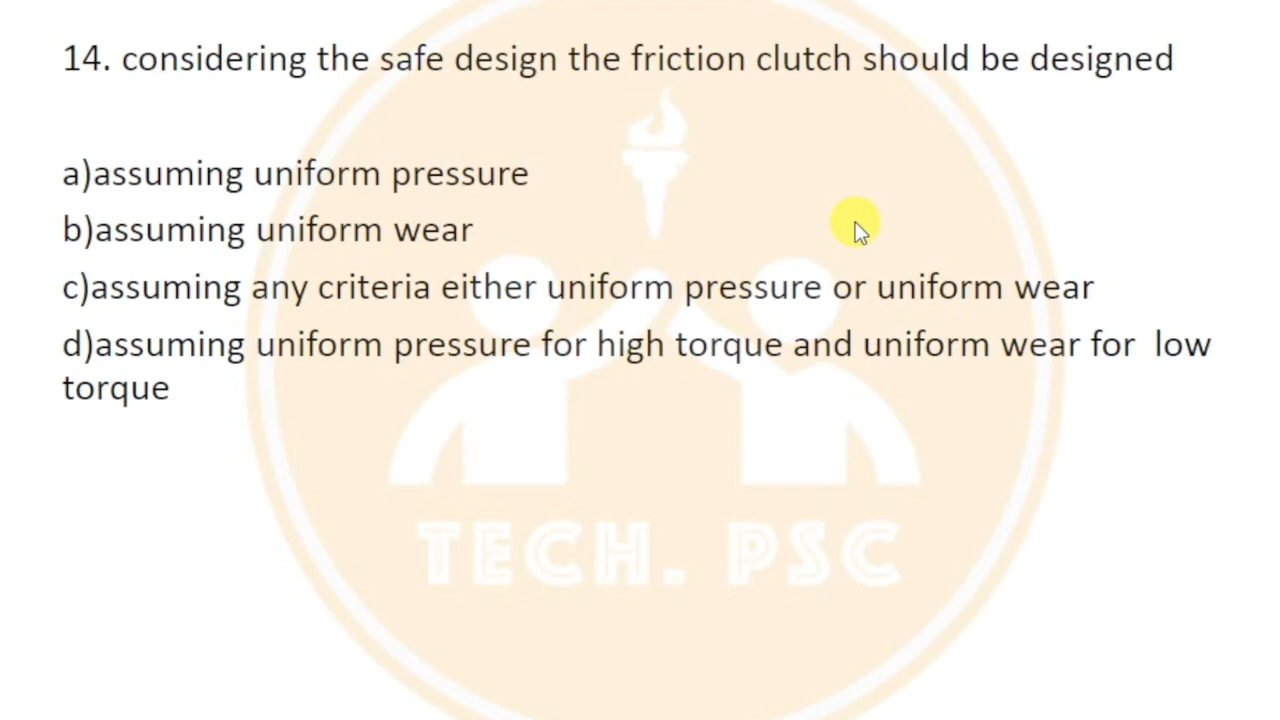 14. considering the safe design the friction clutch should be designed
a)assuming uniform pressure
b)assuming uniform wear
c)assuming any criteria either uniform pressure or uniform wear
d)assuming uniform pressure for high torque and uniform wear for  low
torque
TECH. PSC